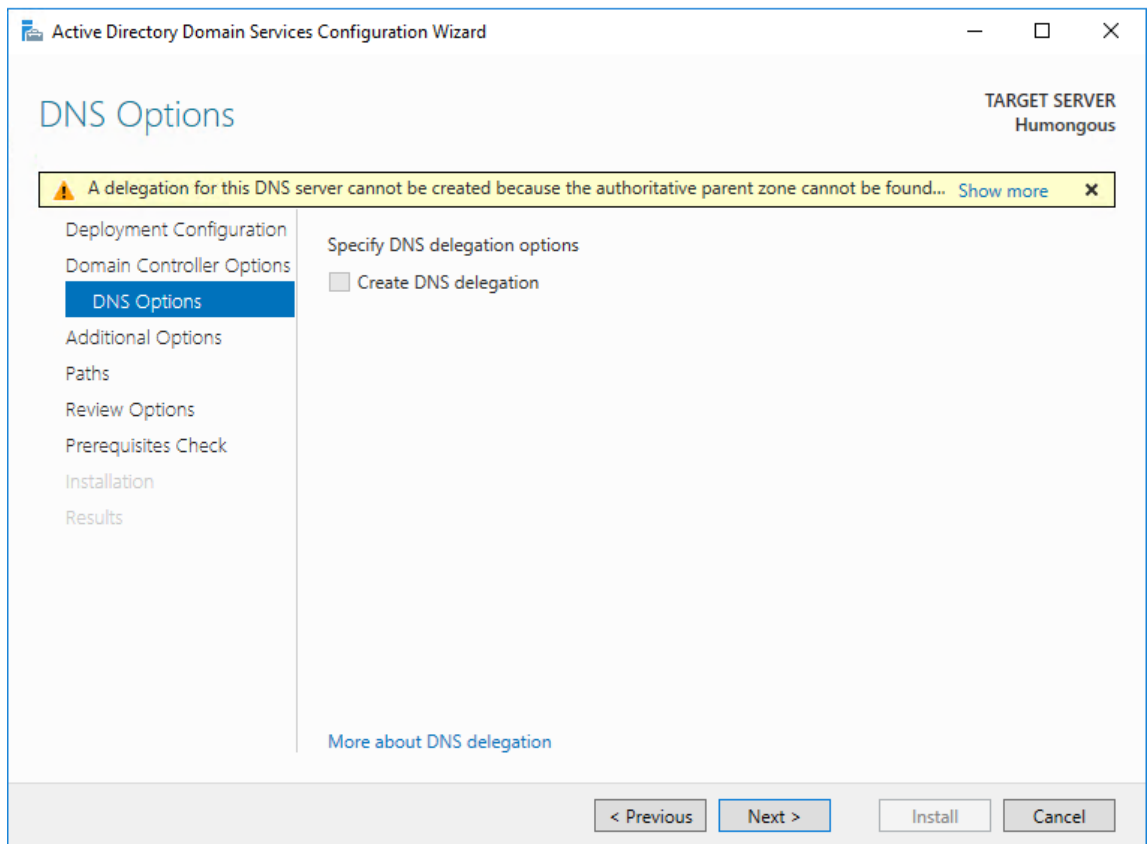 Active Directory Domain Services Configuration Wizard
DNS Options
TARGET SERVER
Humongous
A delegation for this DNS server cannot be created because the authoritative parent zone cannot be found... Show more
Deployment Configuration
Domain Controller Options
DNS Options
Additional Options
Paths
Review Options
Prerequisites Check
Installation
Results
Specify DNS delegation options
Create DNS delegation
More about DNS delegation
< Previous
Next >
Install
Cancel